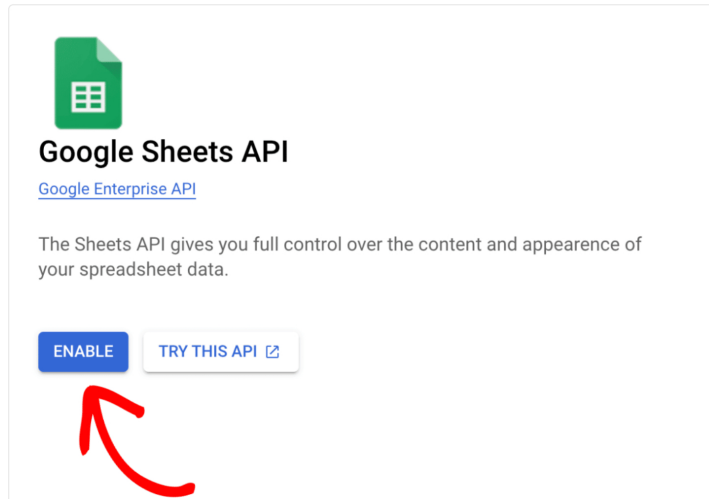 Google Sheets API
Google Enterprise API
The Sheets API gives you full control over the content and appearence of
your spreadsheet data.
ENABLE
TRY THIS API